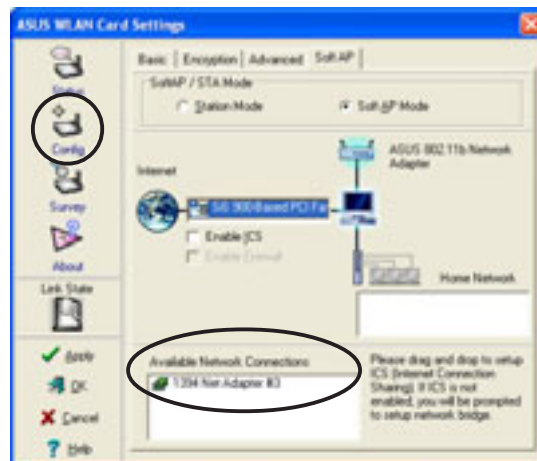 ASUS WLAN Card Settings
Status
Config
Survey
About
Link State
Apply
OK
Cancel
Help
Basic
Encryption
Advanced
Soft AP
SoftAP / STA Mode
Station Mode
Soft AP Mode
ASUS 802.11b Network
Adapter
Internet
SiS 900-Based PCI Fa
Enable ICS
Enable Firewall
Home Network
Available Network Connections
1394 Net Adapter #3
Please drag and drop to setup
ICS (Internet Connection
Sharing). If ICS is not
enabled, you will be prompted
to setup network bridge.